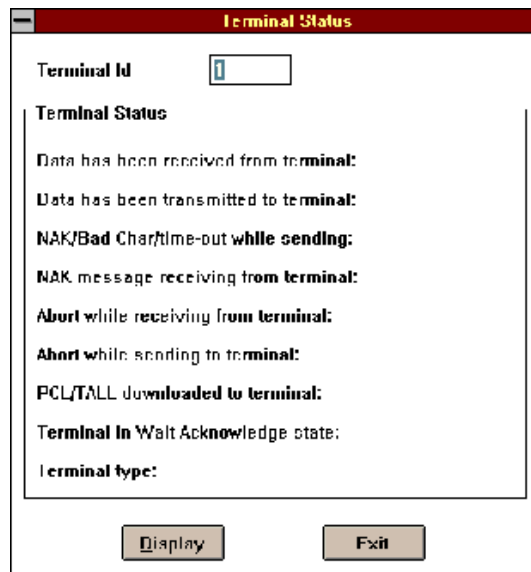 Terminal Status
Terminal Id 1
Terminal Status
Data has been received from terminal:
Data has been transmitted to terminal:
NAK/Bad Char/time-out while sending:
NAK message receiving from terminal:
Abort while receiving from terminal:
Abort while sending to terminal:
PCL/TALL downloaded to terminal:
Terminal in Wait Acknowledge state:
Terminal type:
Display Exit